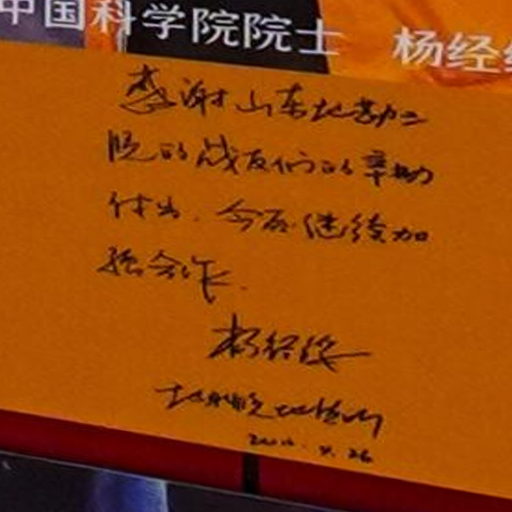 中国科学院院士 杨经
感谢山东地勘二
院的战友们的辛勤
付出、今后继续加
强合作.
杨经绥